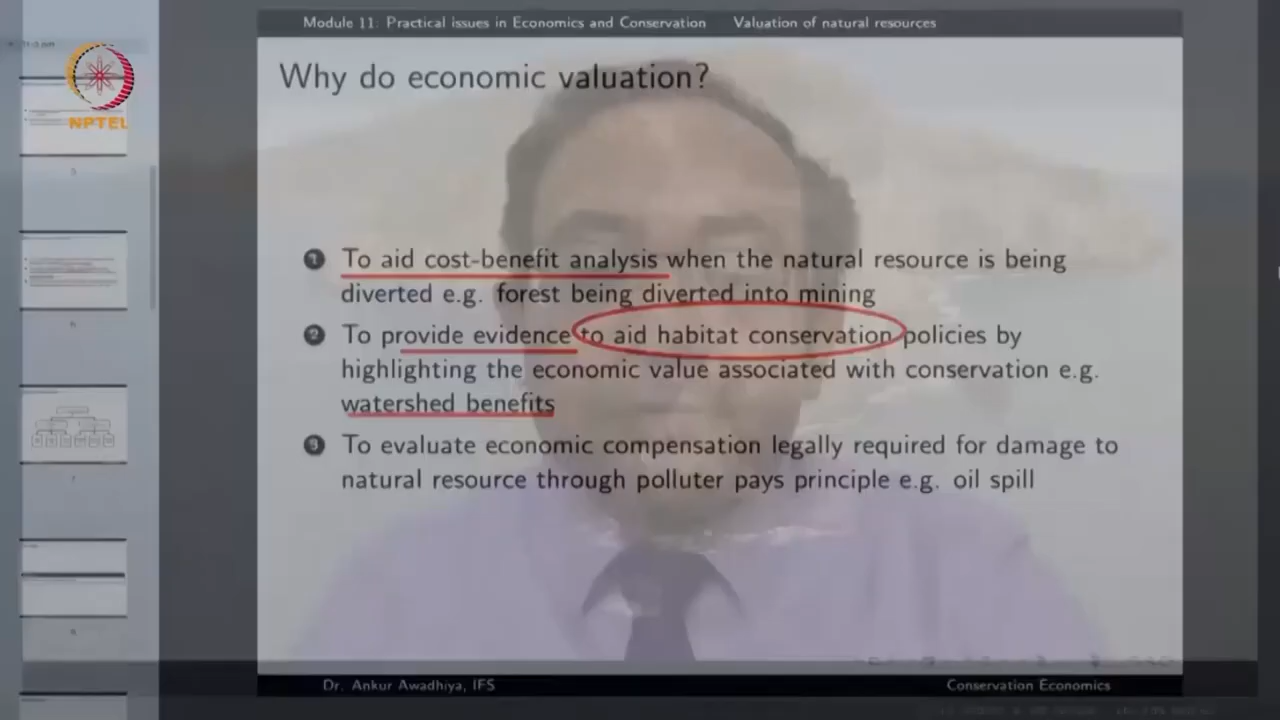 Module 11: Practical issues in Economics and Conservation Valuation of natural resources
NPTEL
Why do economic valuation?
1 To aid cost-benefit analysis when the natural resource is being
diverted e.g. forest being diverted into mining
2 To provide evidence to aid habitat conservation policies by
highlighting the economic value associated with conservation e.g.
watershed benefits
3 To evaluate economic compensation legally required for damage to
natural resource through polluter pays principle e.g. oil spill
Dr. Ankur Awadhiya, IFS Conservation Economics